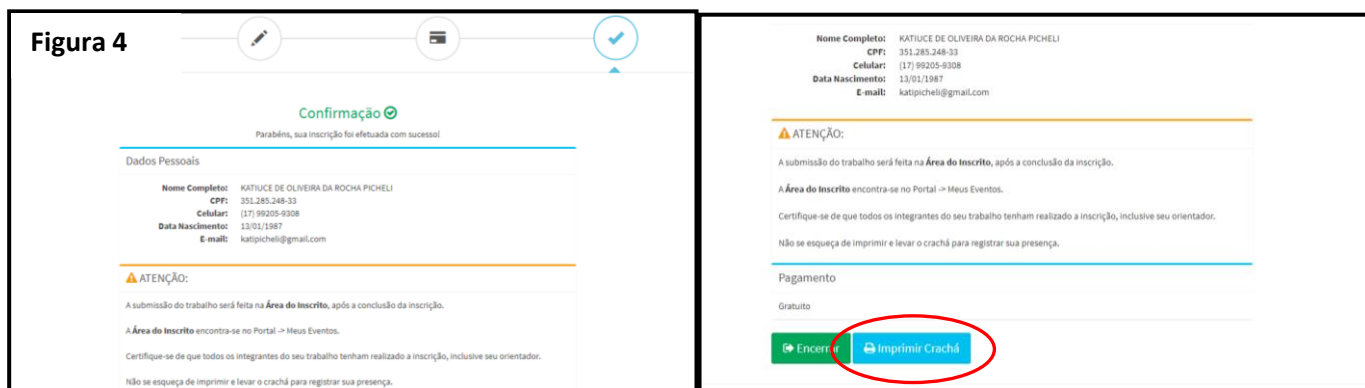 Figura 4
Confirmação
Parabéns, sua inscrição foi efetuada com sucesso!
Dados Pessoais
Nome Completo: KATIUCE DE OLIVEIRA DA ROCHA PICHELI
CPF: 351.285.248-33
Celular: (17) 99205-9308
Data Nascimento: 13/01/1987
E-mail: katipicheli@gmail.com
ATENÇÃO:
A submissão do trabalho será feita na Área do Inscrito, após a conclusão da inscrição.
A Área do Inscrito encontra-se no Portal -> Meus Eventos.
Certifique-se de que todos os integrantes do seu trabalho tenham realizado a inscrição, inclusive seu orientador.
Não se esqueça de imprimir e levar o crachá para registrar sua presença.
Nome Completo: KATIUCE DE OLIVEIRA DA ROCHA PICHELI
CPF: 351.285.248-33
Celular: (17) 99205-9308
Data Nascimento: 13/01/1987
E-mail: katipicheli@gmail.com
ATENÇÃO:
A submissão do trabalho será feita na Área do Inscrito, após a conclusão da inscrição.
A Área do Inscrito encontra-se no Portal -> Meus Eventos.
Certifique-se de que todos os integrantes do seu trabalho tenham realizado a inscrição, inclusive seu orientador.
Não se esqueça de imprimir e levar o crachá para registrar sua presença.
Pagamento
Gratuito
Encerrar
Imprimir Crachá